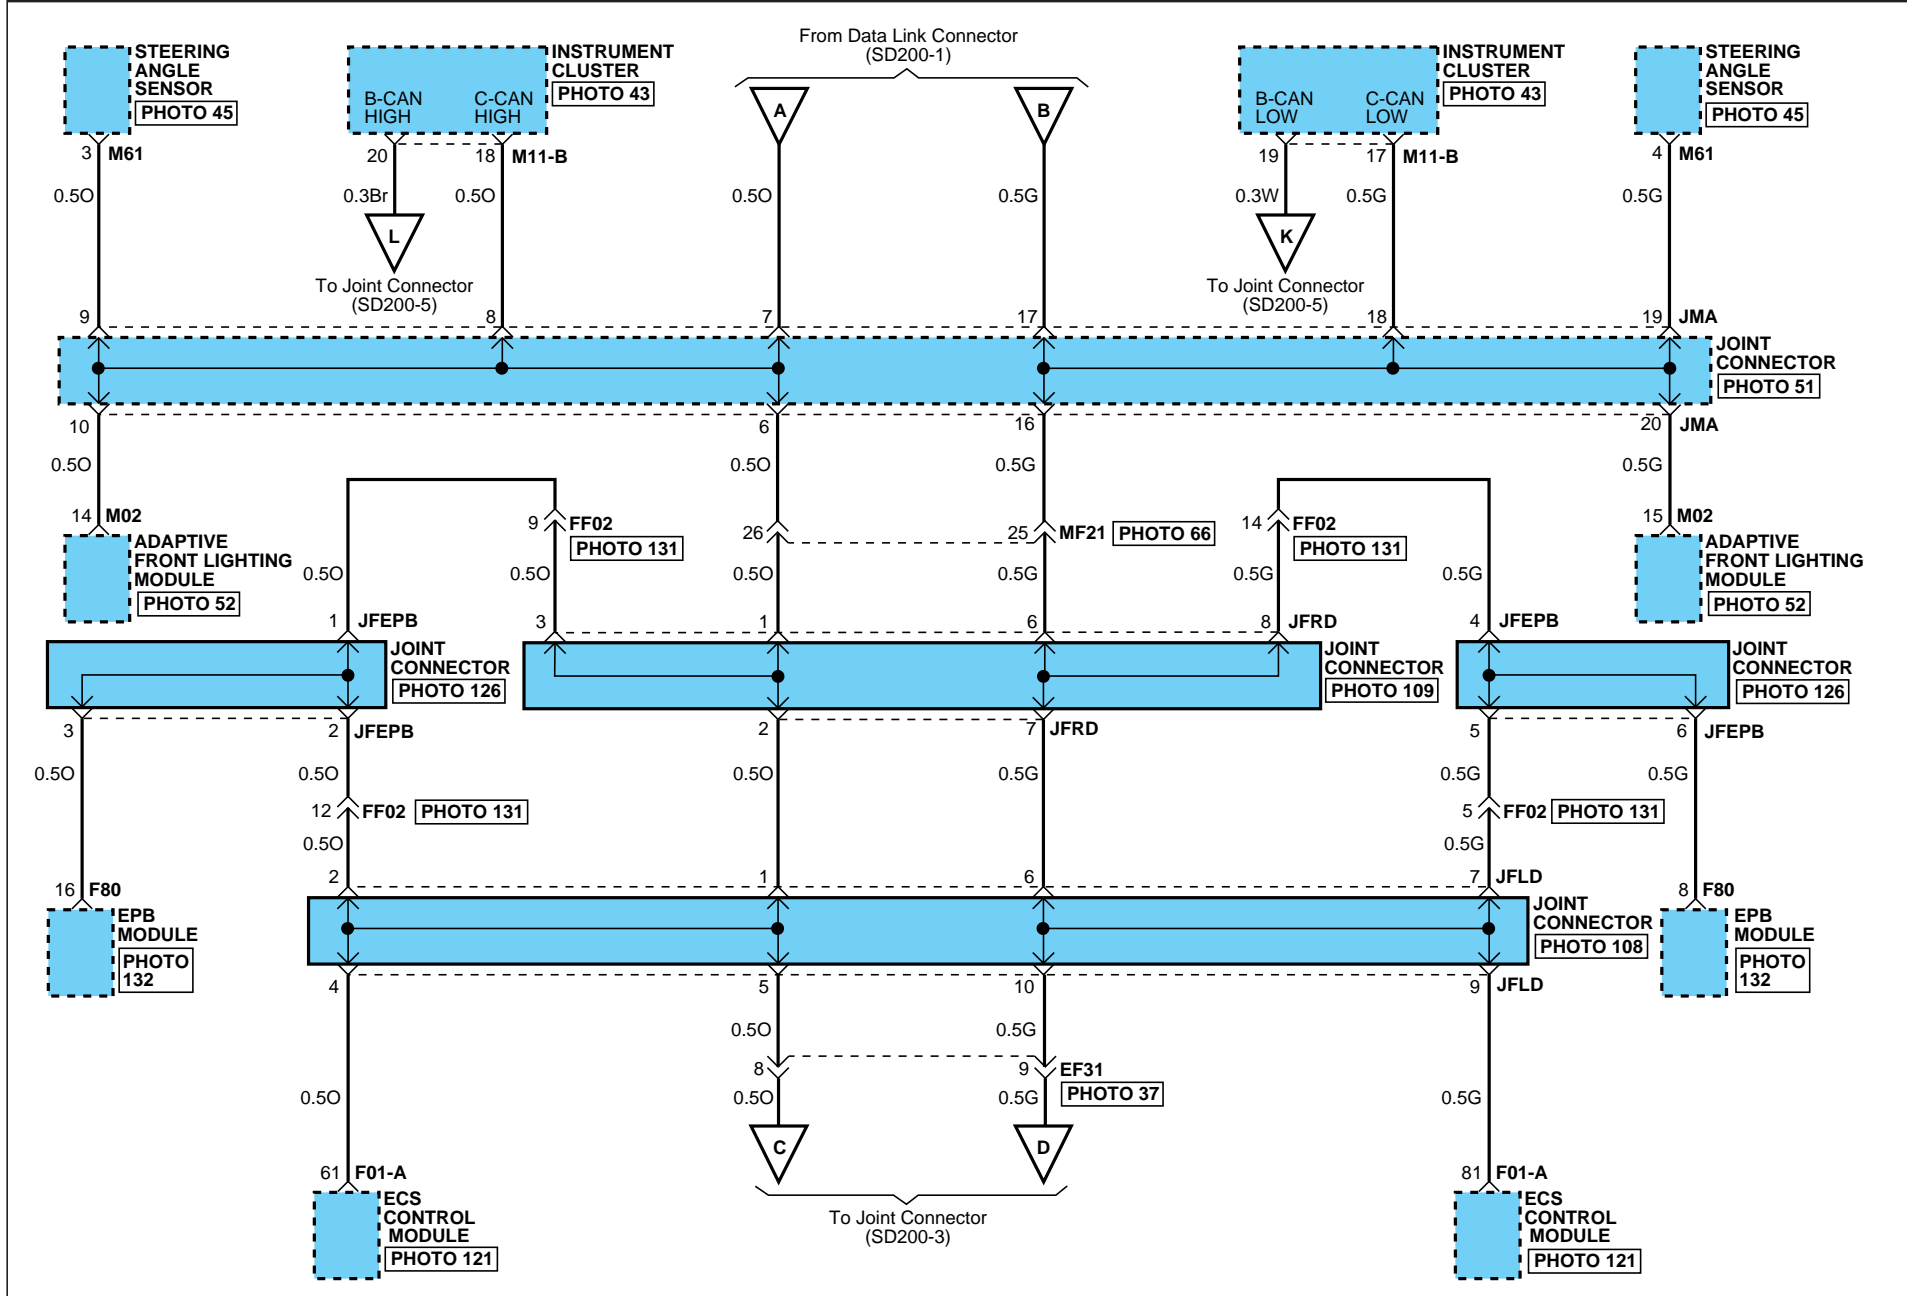 From Data Link Connector
(SD200-1)
STEERING
ANGLE
SENSOR
PHOTO 45
B-CAN
HIGH
C-CAN
HIGH
INSTRUMENT
CLUSTER
PHOTO 43
A
B
B-CAN
LOW
C-CAN
LOW
INSTRUMENT
CLUSTER
PHOTO 43
STEERING
ANGLE
SENSOR
PHOTO 45
3 M61
20
18 M11-B
19
17 M11-B
4 M61
0.5O
0.3Br
0.5O
0.5O
0.5G
0.3W
0.5G
0.5G
L
K
To Joint Connector
(SD200-5)
To Joint Connector
(SD200-5)
9
8
7
17
18
19 JMA
JOINT
CONNECTOR
PHOTO 51
10
6
16
20 JMA
0.5O
0.5O
0.5G
0.5G
14 M02
9 FF02
PHOTO 131
26
25 MF21 PHOTO 66
14 FF02
PHOTO 131
15 M02
ADAPTIVE
FRONT LIGHTING
MODULE
PHOTO 52
ADAPTIVE
FRONT LIGHTING
MODULE
PHOTO 52
0.5O
0.5O
0.5O
0.5G
0.5G
0.5G
1 JFEPB
3
1
6
8 JFRD
4 JFEPB
JOINT
CONNECTOR
PHOTO 126
JOINT
CONNECTOR
PHOTO 109
JOINT
CONNECTOR
PHOTO 126
3
2 JFEPB
2
7 JFRD
5
6 JFEPB
0.5O
0.5O
0.5O
0.5G
0.5G
0.5G
12 FF02 PHOTO 131
5 FF02 PHOTO 131
0.5O
0.5G
16 F80
2
1
6
7 JFLD
8 F80
EPB
MODULE
PHOTO
132
JOINT
CONNECTOR
PHOTO 108
EPB
MODULE
PHOTO
132
4
5
10
9 JFLD
0.5O
0.5G
8
9 EF31
PHOTO 37
0.5O
0.5O
0.5G
0.5G
C
D
61 F01-A
81 F01-A
ECS
CONTROL
MODULE
PHOTO 121
To Joint Connector
(SD200-3)
ECS
CONTROL
MODULE
PHOTO 121